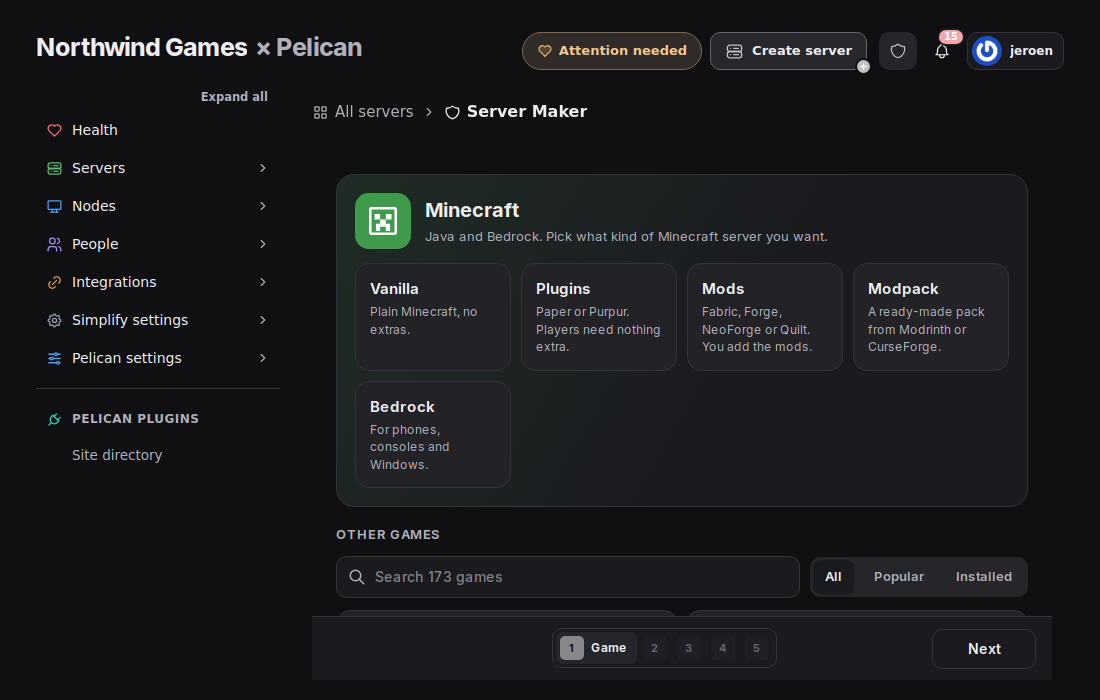 Northwind Games × Pelican
Attention needed
Create server
15
jeroen
Expand all
Health
Servers
Nodes
People
Integrations
Simplify settings
Pelican settings
PELICAN PLUGINS
Site directory
All servers
Server Maker
Minecraft
Java and Bedrock. Pick what kind of Minecraft server you want.
Vanilla
Plain Minecraft, no
extras.
Plugins
Paper or Purpur.
Players need nothing
extra.
Mods
Fabric, Forge,
NeoForge or Quilt.
You add the mods.
Modpack
A ready-made pack
from Modrinth or
CurseForge.
Bedrock
For phones,
consoles and
Windows.
OTHER GAMES
Search 173 games
All
Popular
Installed
1 Game 2 3 4 5
Next